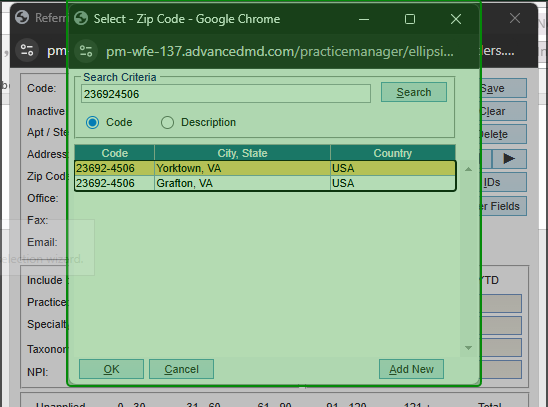 Referr
Select - Zip Code - Google Chrome
pm
pm-wfe-137.advancedmd.com/practicemanager/ellipsi...
ders....
Search Criteria
236924506
Search
Code
Description
Code City, State Country
23692-4506 Yorktown, VA USA
23692-4506 Grafton, VA USA
OK
Cancel
Add New
Code:
Inactive
Apt / Ste
Address
Zip Code
Office:
Fax:
Email:
election wizard.
Include
Practice
Specialt
Taxonon
NPI:
Save
Clear
Delete
IDs
er Fields
YTD
Unapplied 0 - 30 31 - 60 61 - 90 91 - 120 121 + Total